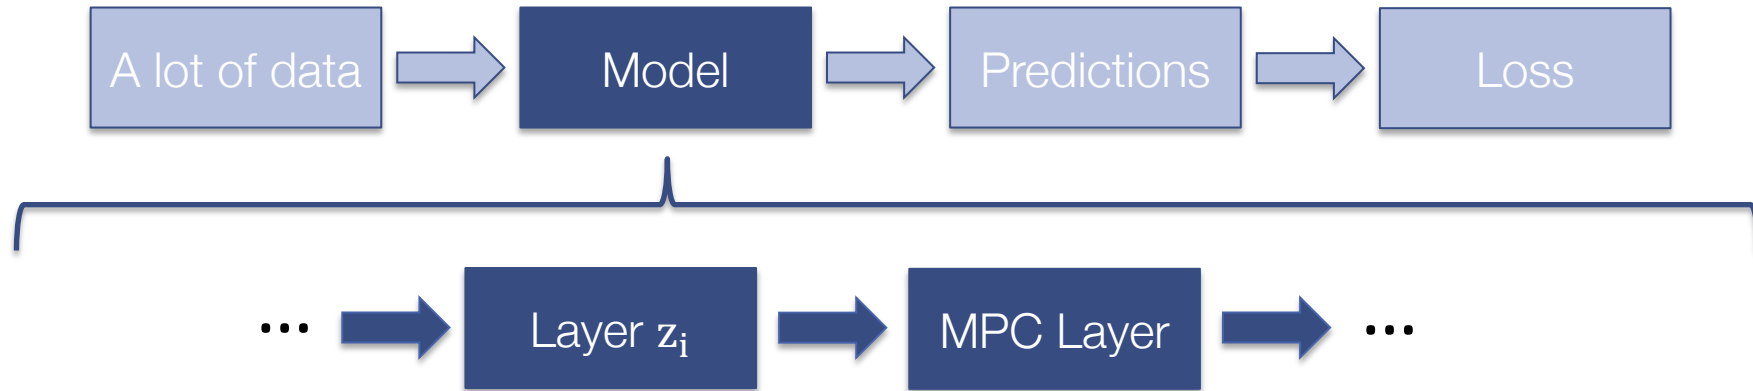 A lot of data
Model
Predictions
Loss
... Layer zᵢ MPC Layer ...